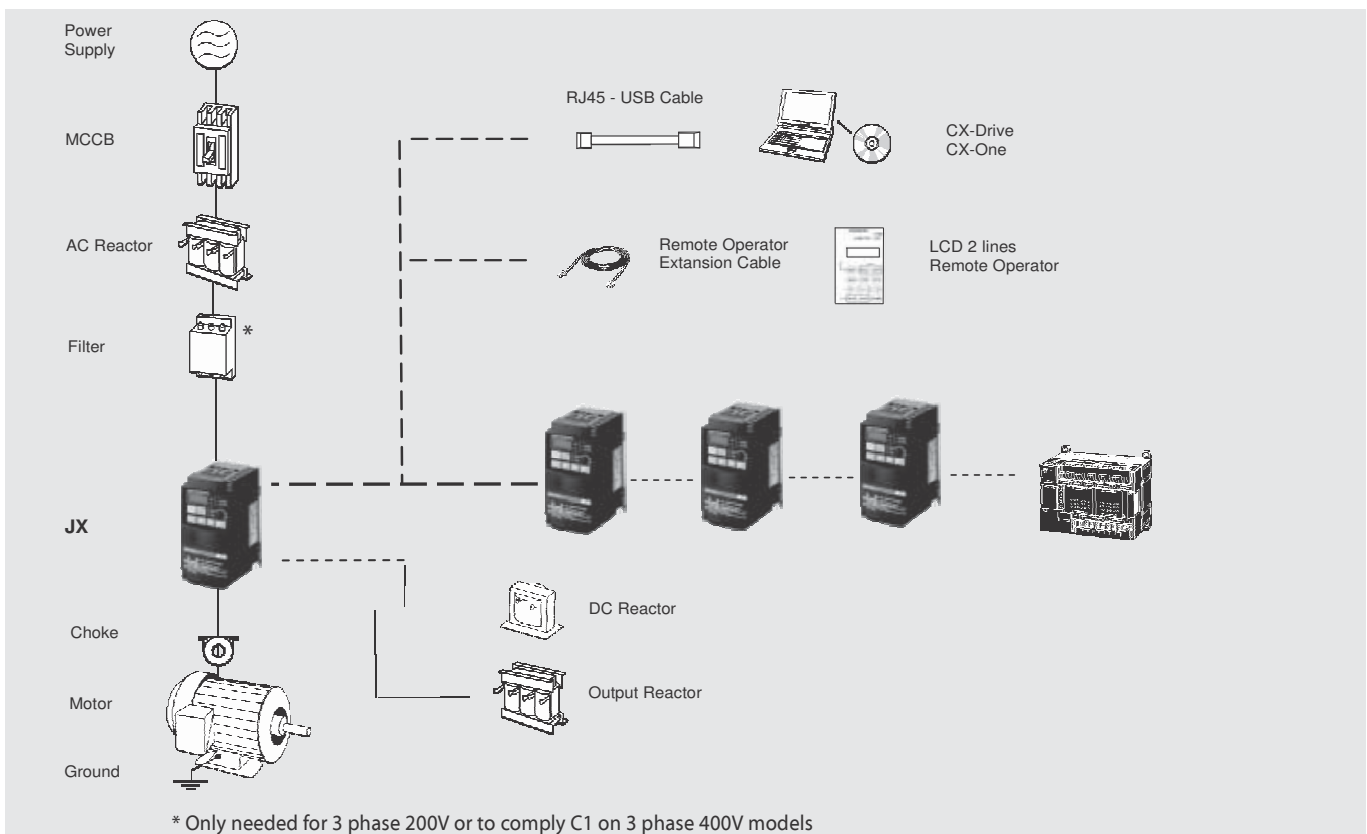 Power
Supply
MCCB
AC Reactor
Filter
*
JX
Choke
Motor
Ground
RJ45 - USB Cable
CX-Drive
CX-One
Remote Operator
Extansion Cable
LCD 2 lines
Remote Operator
DC Reactor
Output Reactor
* Only needed for 3 phase 200V or to comply C1 on 3 phase 400V models